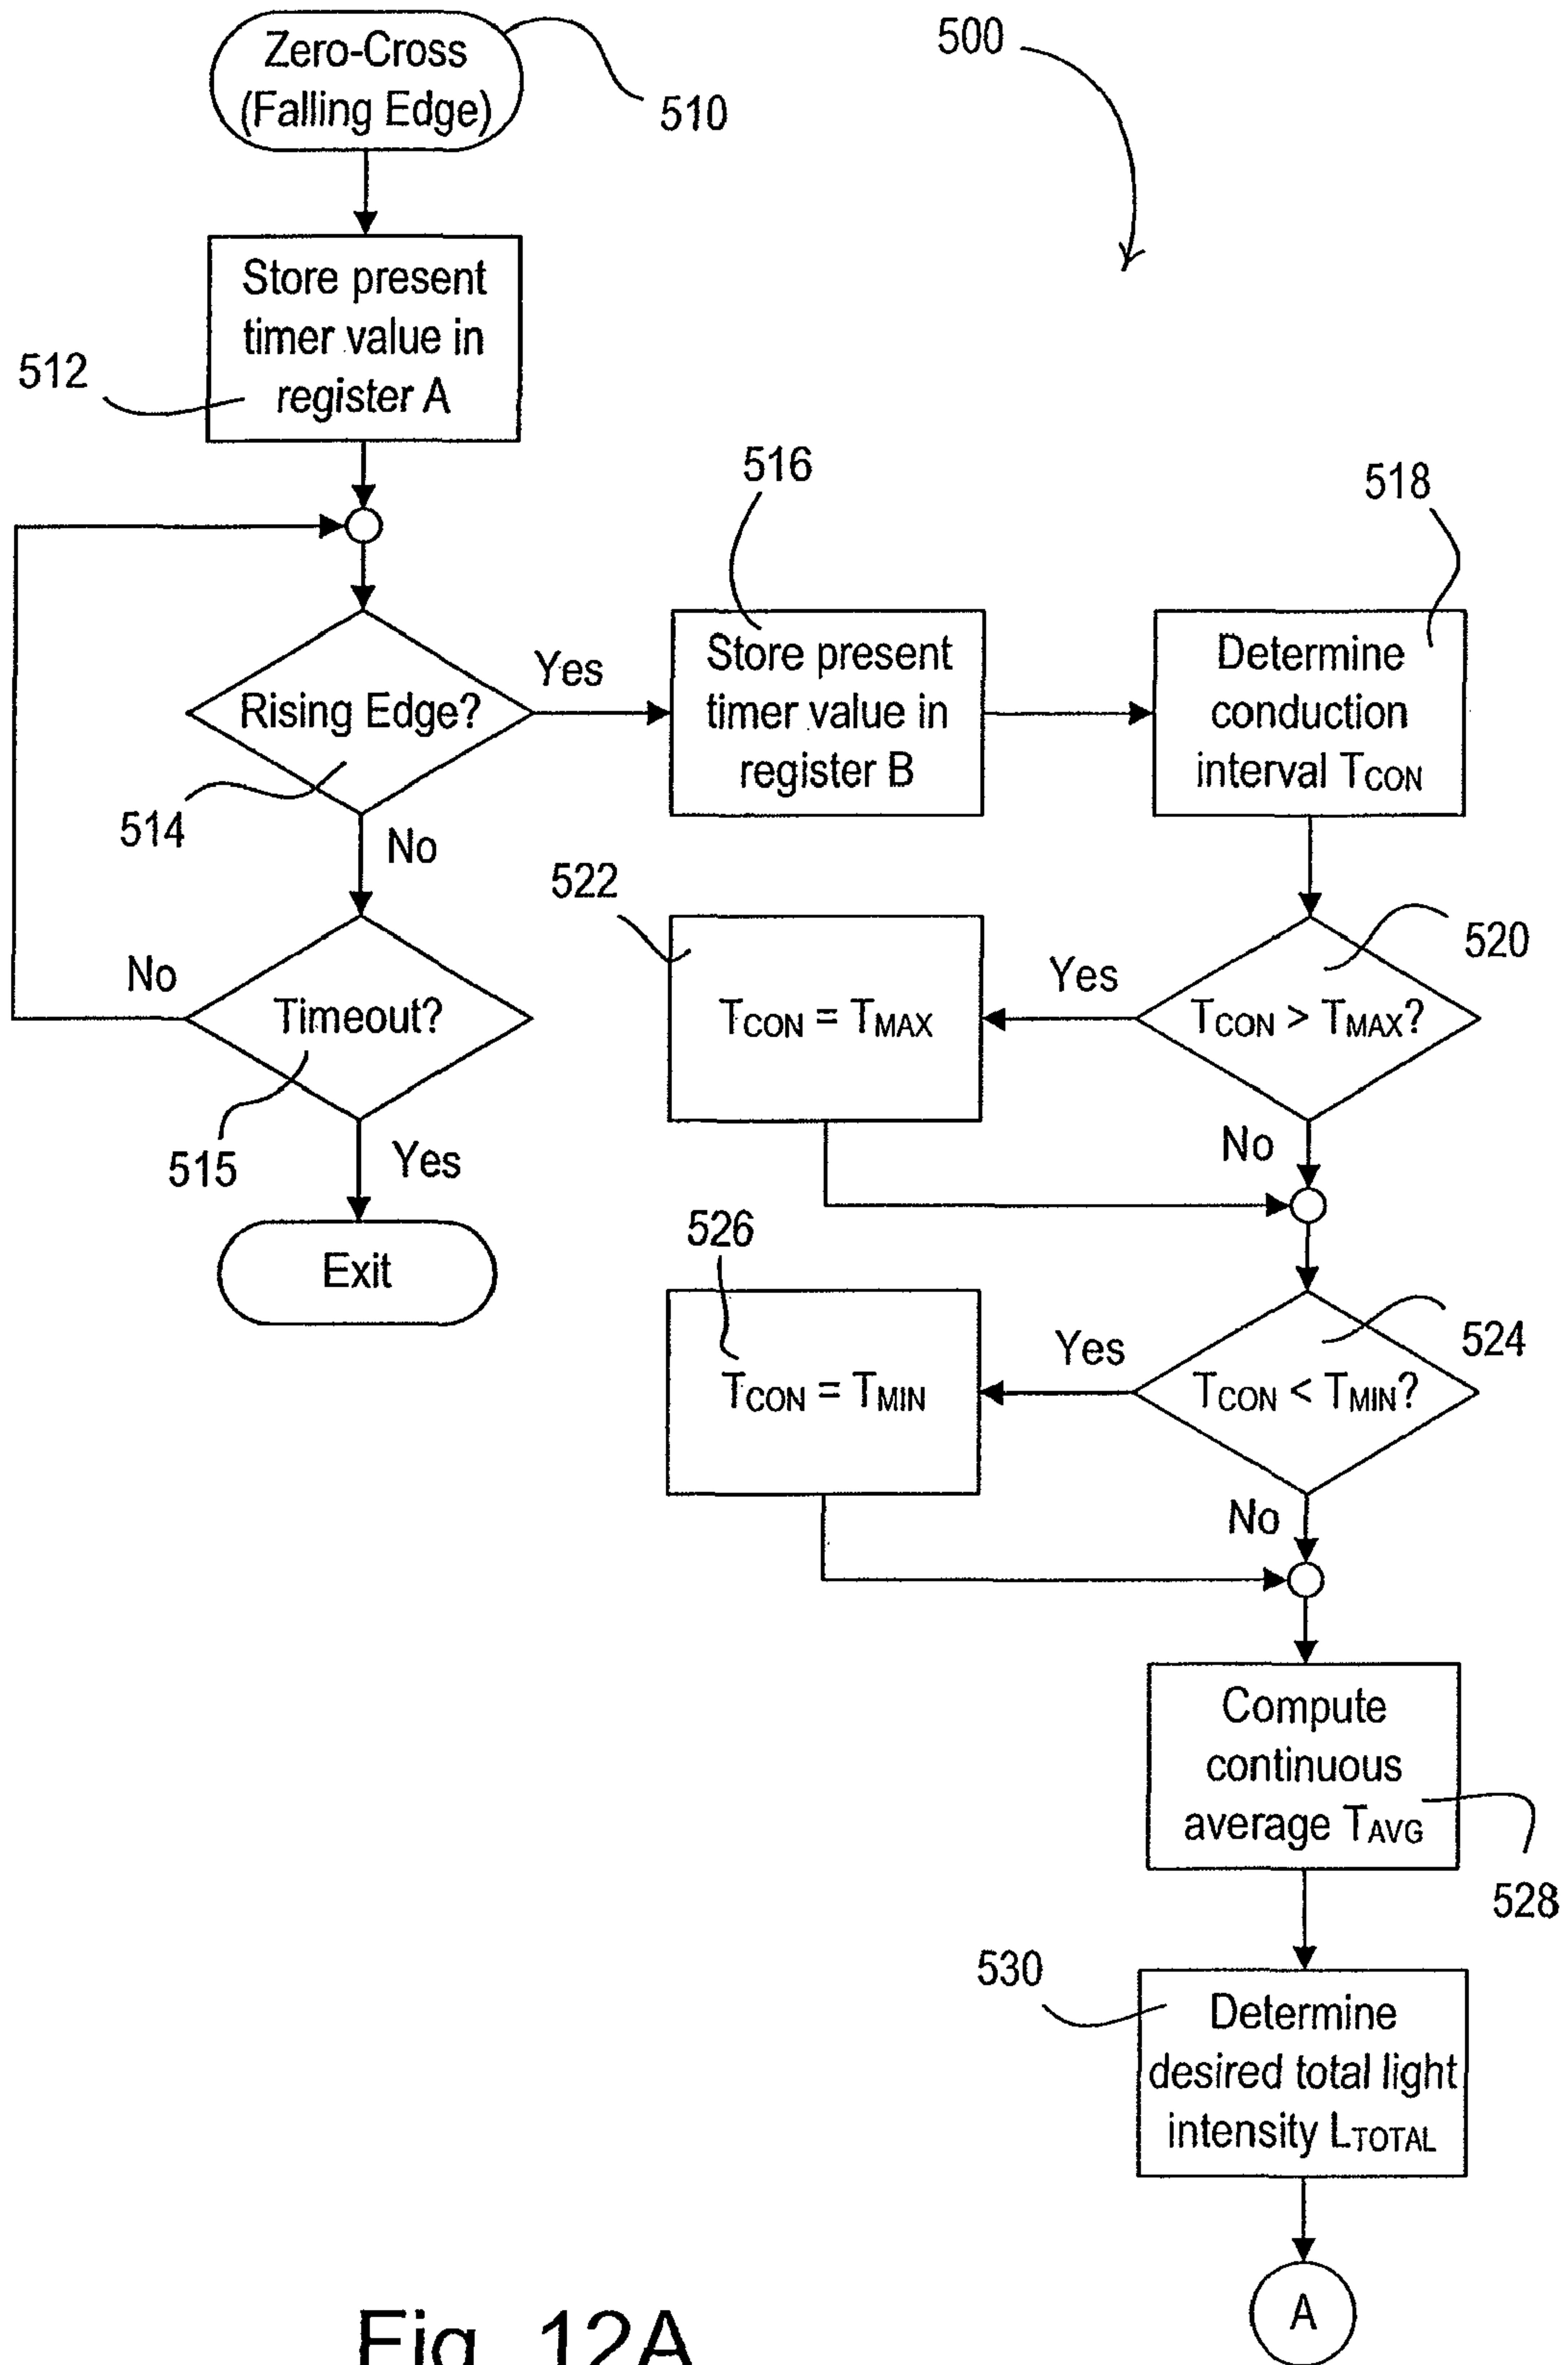 Zero-Cross
(Falling Edge)
510
500
Store present
timer value in
register A
512
516
518
Rising Edge?
Yes
514
No
Store present
timer value in
register B
Determine
conduction
interval TCON
522
520
No
Timeout?
515
Yes
TCON = TMAX
Yes
TCON > TMAX?
No
Exit
526
524
TCON = TMIN
Yes
TCON < TMIN?
No
Compute
continuous
average TAVG
528
530
Determine
desired total light
intensity LTOTAL
A
Fig. 12A